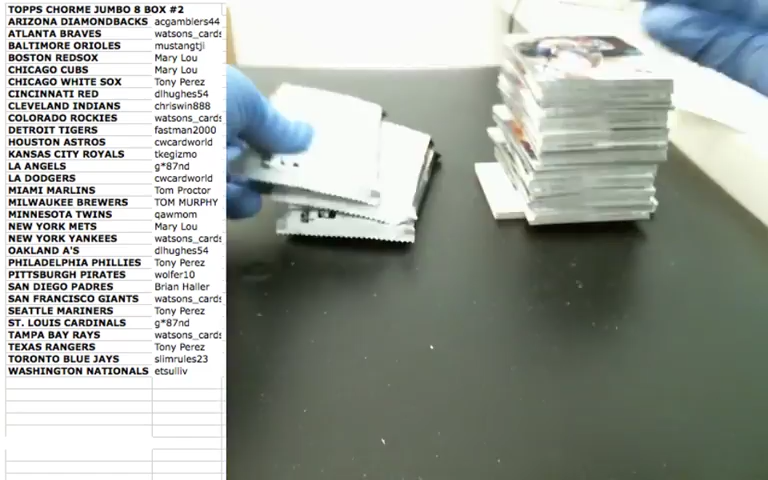 TOPPS CHORME JUMBO 8 BOX #2
ARIZONA DIAMONDBACKS acgamblers44
ATLANTA BRAVES watsons_cards
BALTIMORE ORIOLES mustangtji
BOSTON REDSOX Mary Lou
CHICAGO CUBS Mary Lou
CHICAGO WHITE SOX Tony Perez
CINCINNATI RED dlhughes54
CLEVELAND INDIANS chriswin888
COLORADO ROCKIES watsons_cards
DETROIT TIGERS fastman2000
HOUSTON ASTROS cwcardworld
KANSAS CITY ROYALS tkegizmo
LA ANGELS g*87nd
LA DODGERS cwcardworld
MIAMI MARLINS Tom Proctor
MILWAUKEE BREWERS TOM MURPHY
MINNESOTA TWINS qawmom
NEW YORK METS Mary Lou
NEW YORK YANKEES watsons_cards
OAKLAND A'S dlhughes54
PHILADELPHIA PHILLIES Tony Perez
PITTSBURGH PIRATES wolfer10
SAN DIEGO PADRES Brian Haller
SAN FRANCISCO GIANTS watsons_cards
SEATTLE MARINERS Tony Perez
ST. LOUIS CARDINALS g*87nd
TAMPA BAY RAYS watsons_cards
TEXAS RANGERS Tony Perez
TORONTO BLUE JAYS slimrules23
WASHINGTON NATIONALS etsulliv